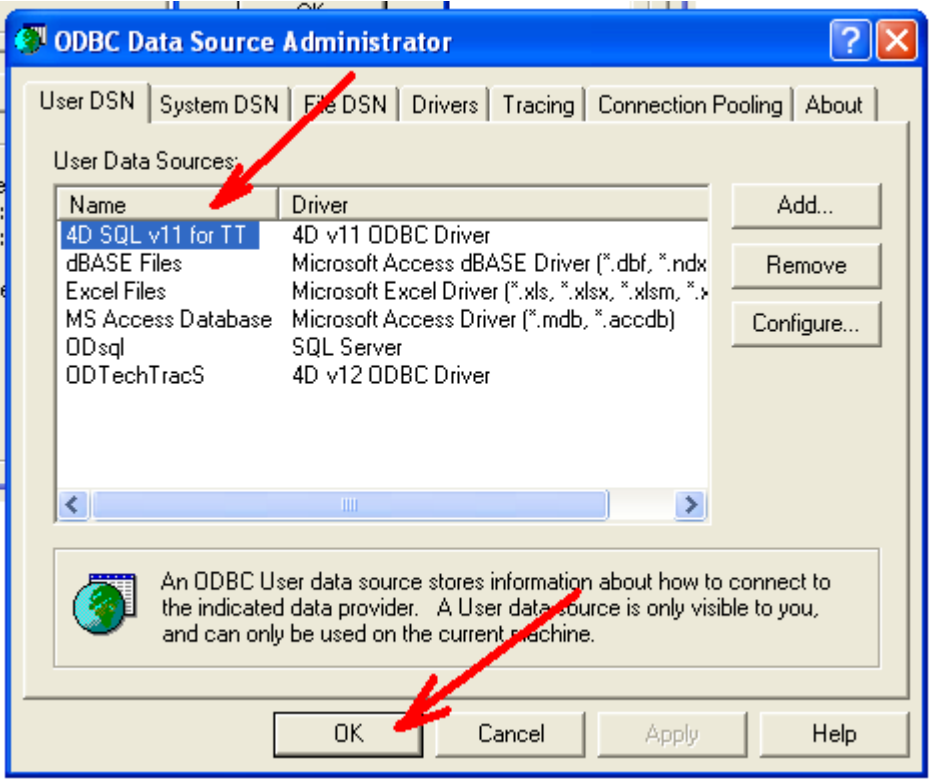 OK
ODBC Data Source Administrator
User DSN System DSN File DSN Drivers Tracing Connection Pooling About
User Data Sources:
Name Driver
4D SQL v11 for TT 4D v11 ODBC Driver
dBASE Files Microsoft Access dBASE Driver (*.dbf, *.ndx
Excel Files Microsoft Excel Driver (*.xls, *.xlsx, *.xlsm, *.x
MS Access Database Microsoft Access Driver (*.mdb, *.accdb)
ODsql SQL Server
ODTechTracS 4D v12 ODBC Driver
Add...
Remove
Configure...
An ODBC User data source stores information about how to connect to
the indicated data provider. A User data source is only visible to you,
and can only be used on the current machine.
OK Cancel Apply Help